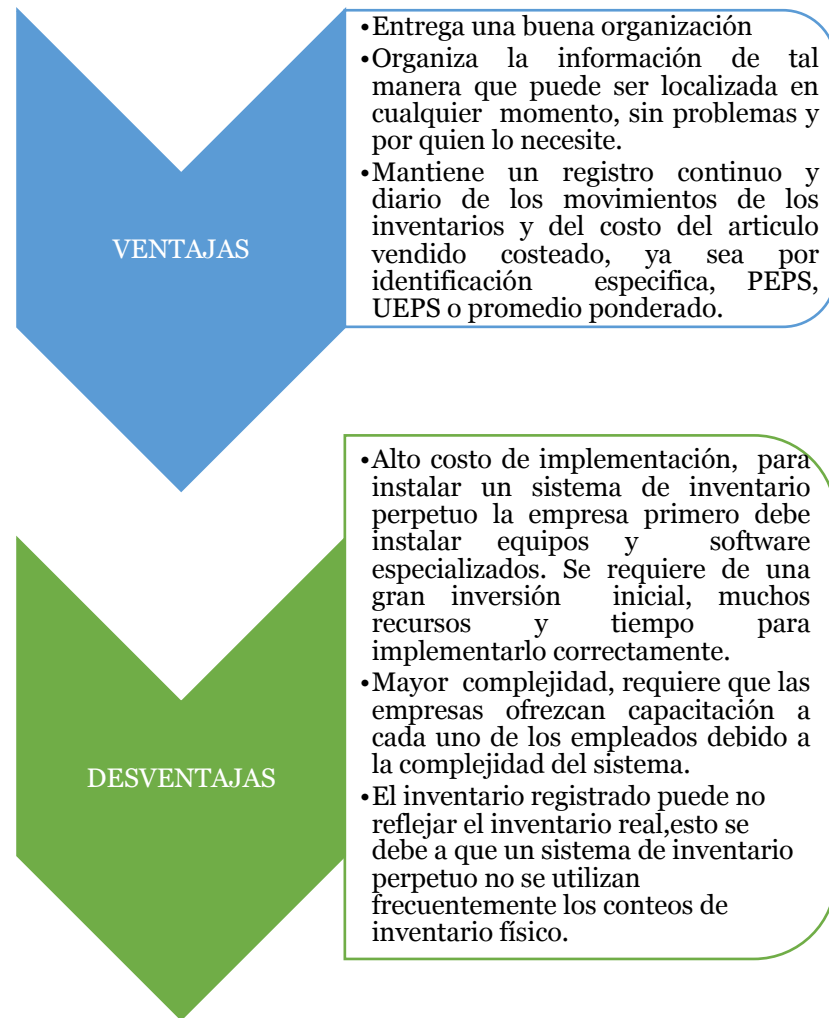 VENTAJAS
•Entrega una buena organización
•Organiza la información de tal
manera que puede ser localizada en
cualquier momento, sin problemas y
por quien lo necesite.
•Mantiene un registro continuo y
diario de los movimientos de los
inventarios y del costo del articulo
vendido costeado, ya sea por
identificación especifica, PEPS,
UEPS o promedio ponderado.
DESVENTAJAS
•Alto costo de implementación, para
instalar un sistema de inventario
perpetuo la empresa primero debe
instalar equipos y software
especializados. Se requiere de una
gran inversión inicial, muchos
recursos y tiempo para
implementarlo correctamente.
•Mayor complejidad, requiere que las
empresas ofrezcan capacitación a
cada uno de los empleados debido a
la complejidad del sistema.
•El inventario registrado puede no
reflejar el inventario real,esto se
debe a que un sistema de inventario
perpetuo no se utilizan
frecuentemente los conteos de
inventario físico.